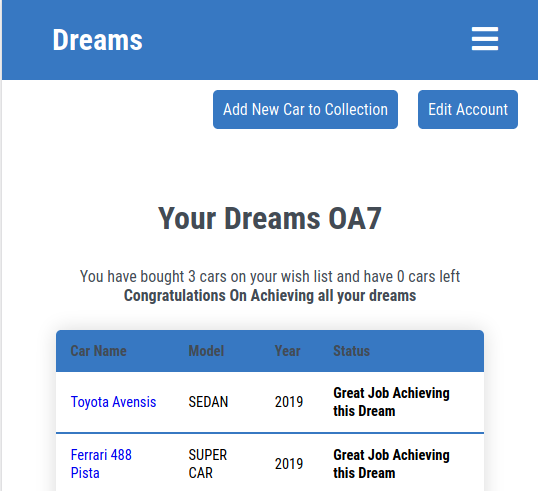 Dreams
Add New Car to Collection Edit Account
Your Dreams OA7
You have bought 3 cars on your wish list and have 0 cars left
Congratulations On Achieving all your dreams
Car Name Model Year Status
Toyota Avensis SEDAN 2019 Great Job Achieving
this Dream
Ferrari 488 SUPER 2019 Great Job Achieving
Pista CAR this Dream